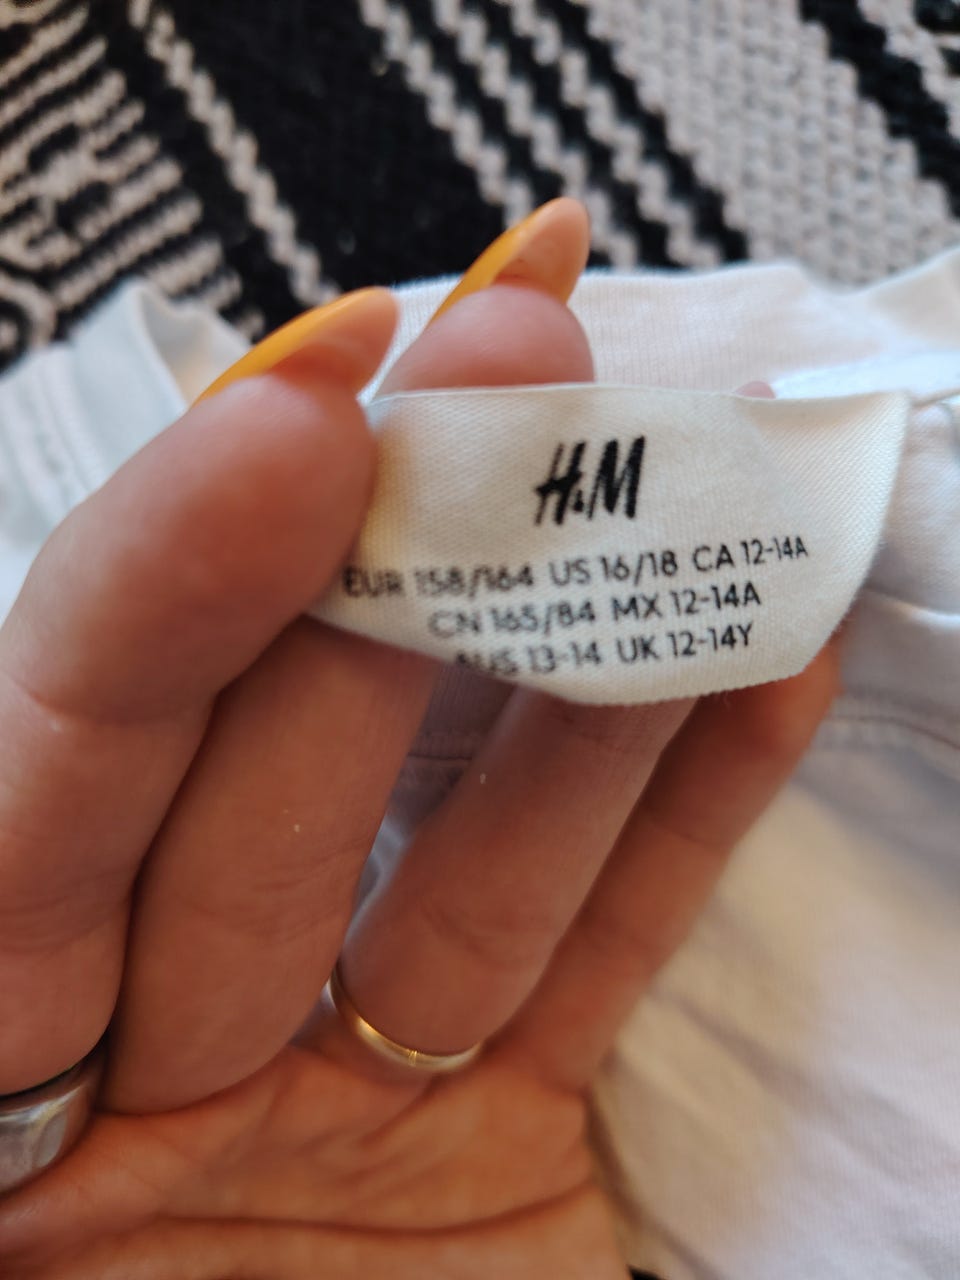 H&M
EUR 158/164 US 16/18 CA 12-14A
CN 165/84 MX 12-14A
AUS 13-14 UK 12-14Y